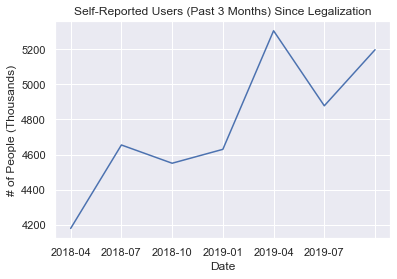 Self-Reported Users (Past 3 Months) Since Legalization
# of People (Thousands)
5200
5000
4800
4600
4400
4200
2018-04 2018-07 2018-10 2019-01 2019-04 2019-07
Date